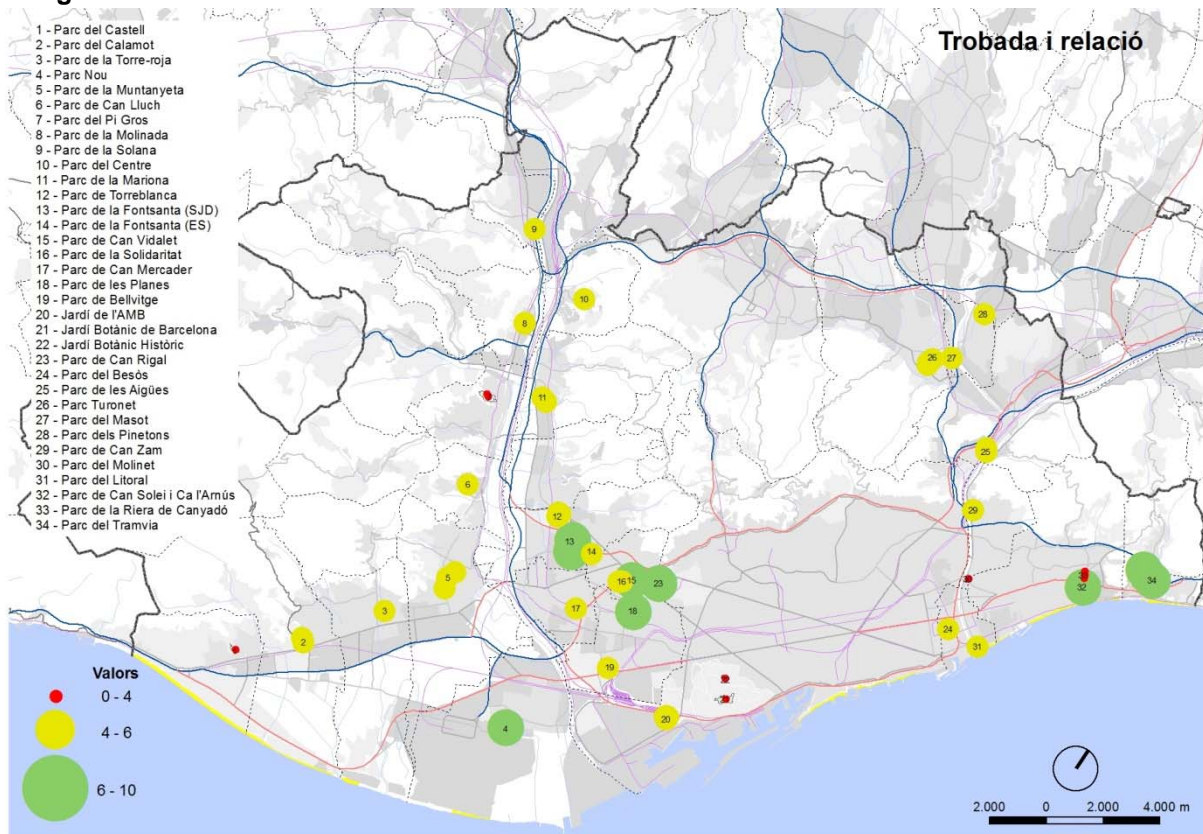 1 - Parc del Castell
2 - Parc del Calamot
3 - Parc de la Torre-roja
4 - Parc Nou
5 - Parc de la Muntanyeta
6 - Parc de Can Lluch
7 - Parc del Pi Gros
8 - Parc de la Molinada
9 - Parc de la Solana
10 - Parc del Centre
11 - Parc de la Mariona
12 - Parc de Torreblanca
13 - Parc de la Fontsanta (SJD)
14 - Parc de la Fontsanta (ES)
15 - Parc de Can Vidalet
16 - Parc de la Solidaritat
17 - Parc de Can Mercader
18 - Parc de les Planes
19 - Parc de Bellvitge
20 - Jardí de l'AMB
21 - Jardí Botànic de Barcelona
22 - Jardí Botànic Històric
23 - Parc de Can Rigal
24 - Parc del Besós
25 - Parc de les Aigües
26 - Parc Turonet
27 - Parc del Masot
28 - Parc dels Pinetons
29 - Parc de Can Zam
30 - Parc del Molinet
31 - Parc del Litoral
32 - Parc de Can Solei i Ca l'Arnús
33 - Parc de la Riera de Canyadó
34 - Parc del Tramvia
Trobada i relació
9
10
28
8
26
27
11
25
6
12
29
13
14
5
16
15
23
34
32
3
17
18
2
24
31
19
20
4
Valors
0 - 4
4 - 6
6 - 10
2.000 0 2.000 4.000 m